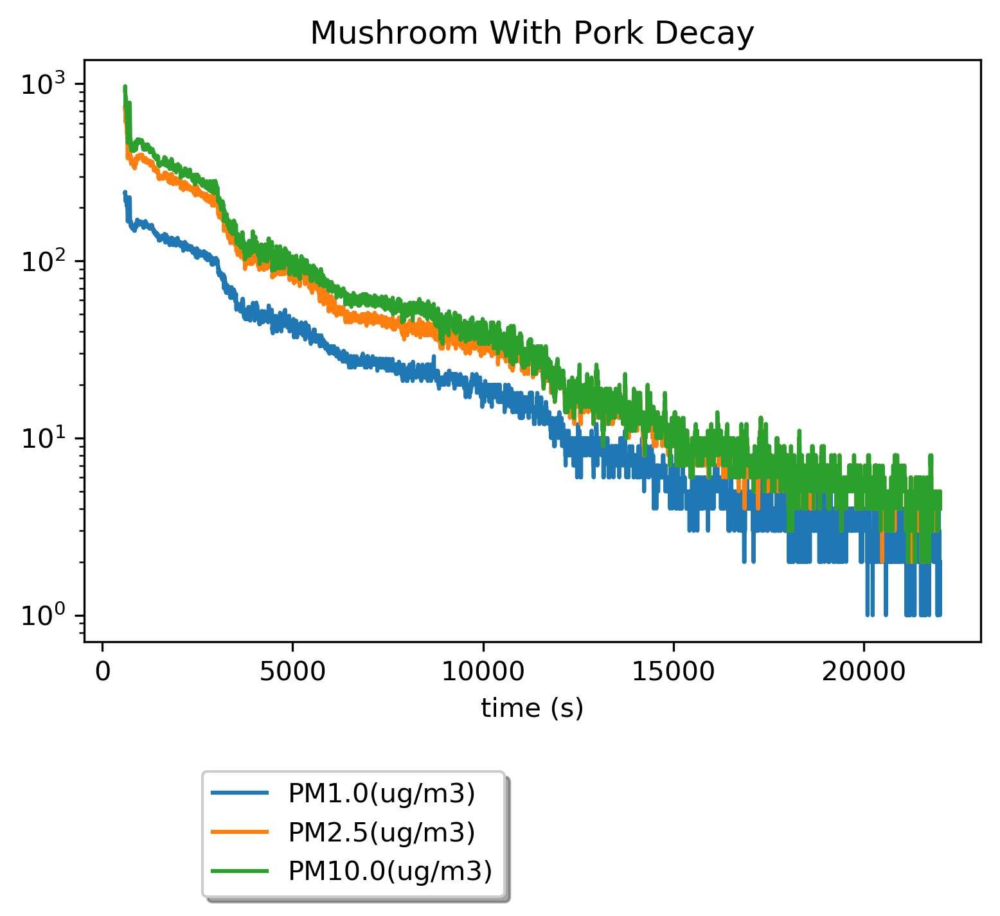 Mushroom With Pork Decay
10³
10²
10¹
10⁰
0 5000 10000 15000 20000
time (s)
PM1.0(ug/m3)
PM2.5(ug/m3)
PM10.0(ug/m3)